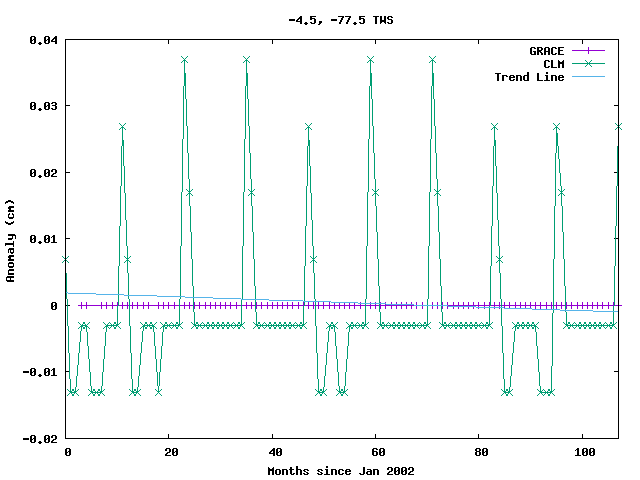 -4.5, -77.5 TWS
0.04
0.03
0.02
0.01
0
-0.01
-0.02
Anomaly (cm)
GRACE
CLM
Trend Line
0 20 40 60 80 100
Months since Jan 2002